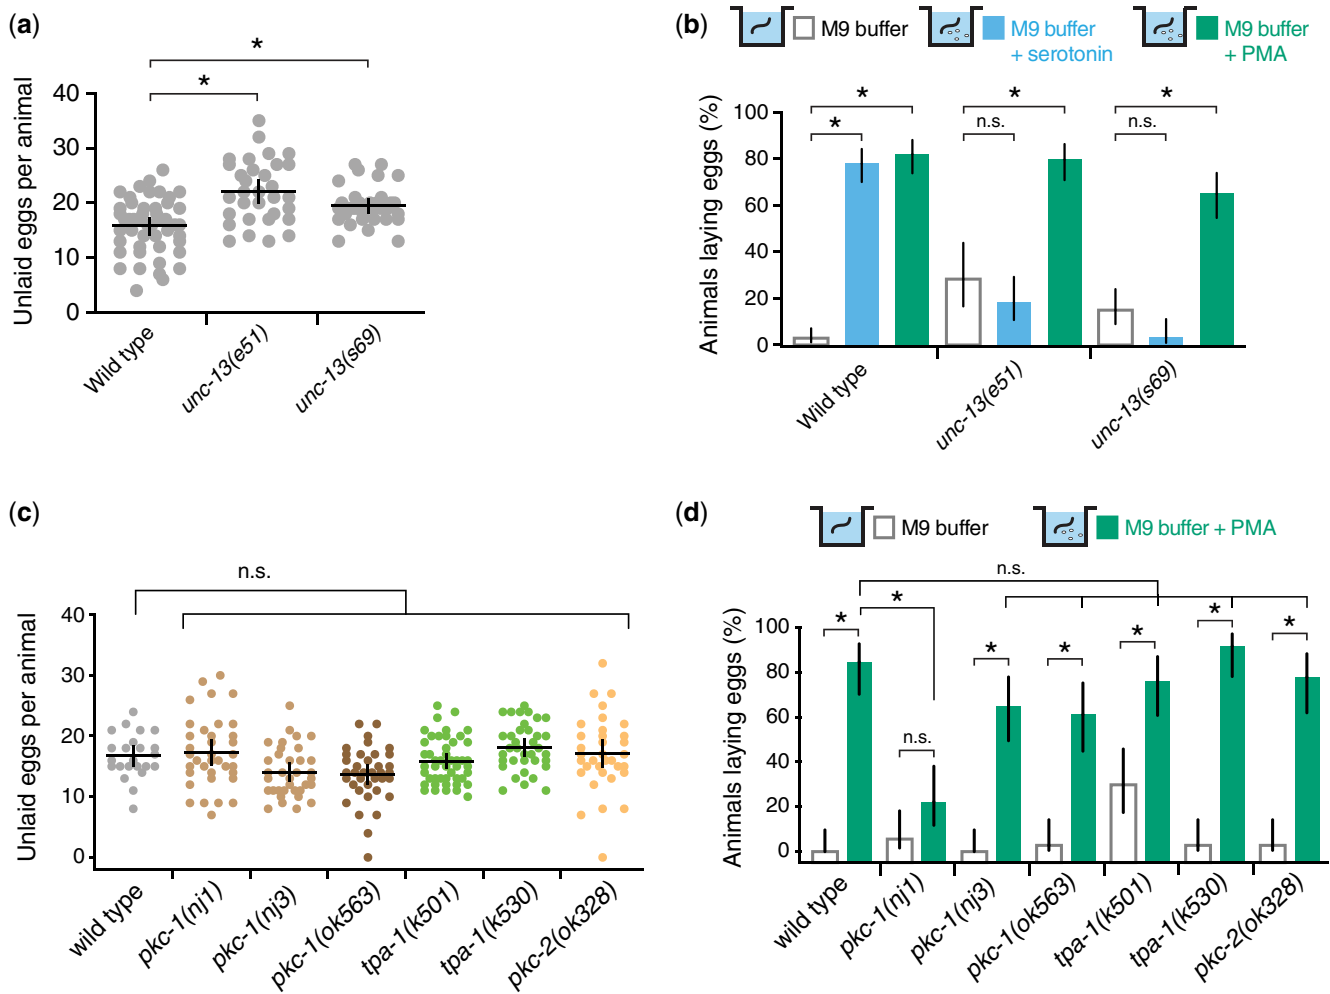 (a)
*
*
Unlaid eggs per animal
40
30
20
10
0
Wild type
unc-13(e51)
unc-13(s69)
(b)
M9 buffer
M9 buffer
+ serotonin
M9 buffer
+ PMA
Animals laying eggs (%)
100
80
60
40
20
0
*
*
*
n.s.
*
n.s.
Wild type
unc-13(e51)
unc-13(s69)
(c)
n.s.
Unlaid eggs per animal
40
30
20
10
0
wild type
pkc-1(nj1)
pkc-1(nj3)
pkc-1(ok563)
tpa-1(k501)
tpa-1(k530)
pkc-2(ok328)
(d)
M9 buffer
M9 buffer + PMA
n.s.
*
*
n.s.
*
*
*
*
*
Animals laying eggs (%)
100
80
60
40
20
0
wild type
pkc-1(nj1)
pkc-1(nj3)
pkc-1(ok563)
tpa-1(k501)
tpa-1(k530)
pkc-2(ok328)